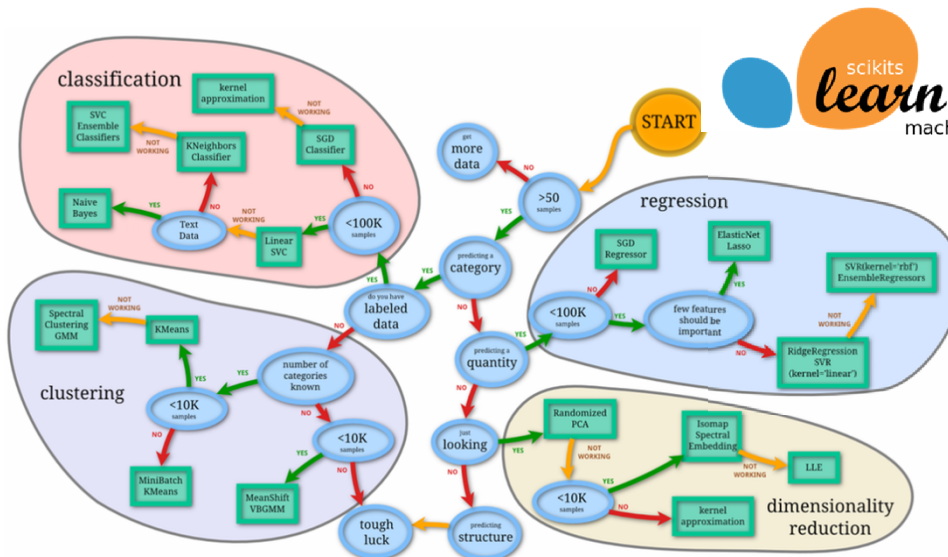 scikits
learn
mach
START
get
more
data
NO
>50
samples
YES
predicting a
category
YES
NO
do you have
labeled
data
YES
NO
predicting a
quantity
YES
NO
just
looking
YES
NO
predicting
structure
tough
luck
classification
kernel
approximation
NOT
WORKING
SVC
Ensemble
Classifiers
NOT
WORKING
KNeighbors
Classifier
SGD
Classifier
NO
NO
Naive
Bayes
YES
Text
Data
NOT
WORKING
Linear
SVC
YES
<100K
samples
regression
SGD
Regressor
NO
<100K
samples
YES
ElasticNet
Lasso
YES
few features
should be
important
NO
RidgeRegression
SVR
(kernel='linear')
NOT
WORKING
SVR(kernel='rbf')
EnsembleRegressors
clustering
Spectral
Clustering
GMM
NOT
WORKING
KMeans
YES
<10K
samples
NO
MiniBatch
KMeans
YES
number of
categories
known
NO
<10K
samples
YES
NO
MeanShift
VBGMM
dimensionality
reduction
Randomized
PCA
NOT
WORKING
<10K
samples
YES
NO
Isomap
Spectral
Embedding
NOT
WORKING
LLE
kernel
approximation